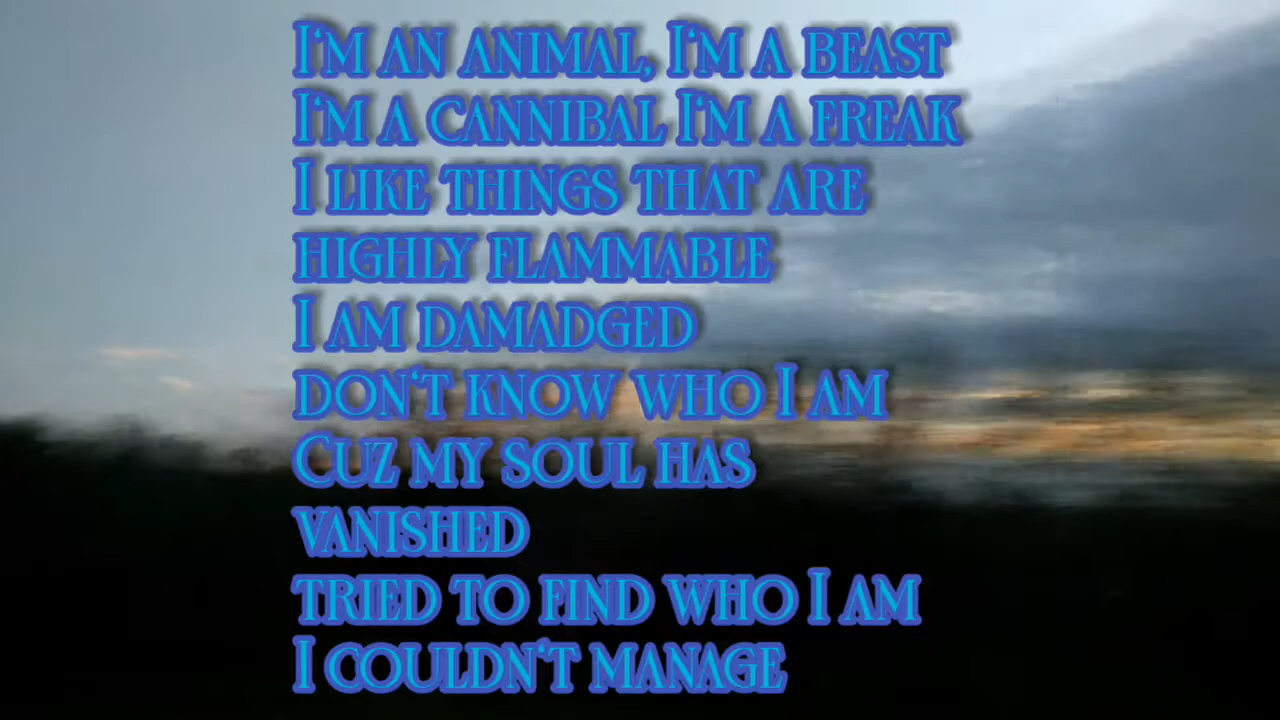 I'm an animal, I'm a beast
I'm a cannibal I'm a freak
I like things that are
highly flammable
I am damadged
don't know who I am
Cuz my soul has
vanished
tried to find who I am
I couldn't manage